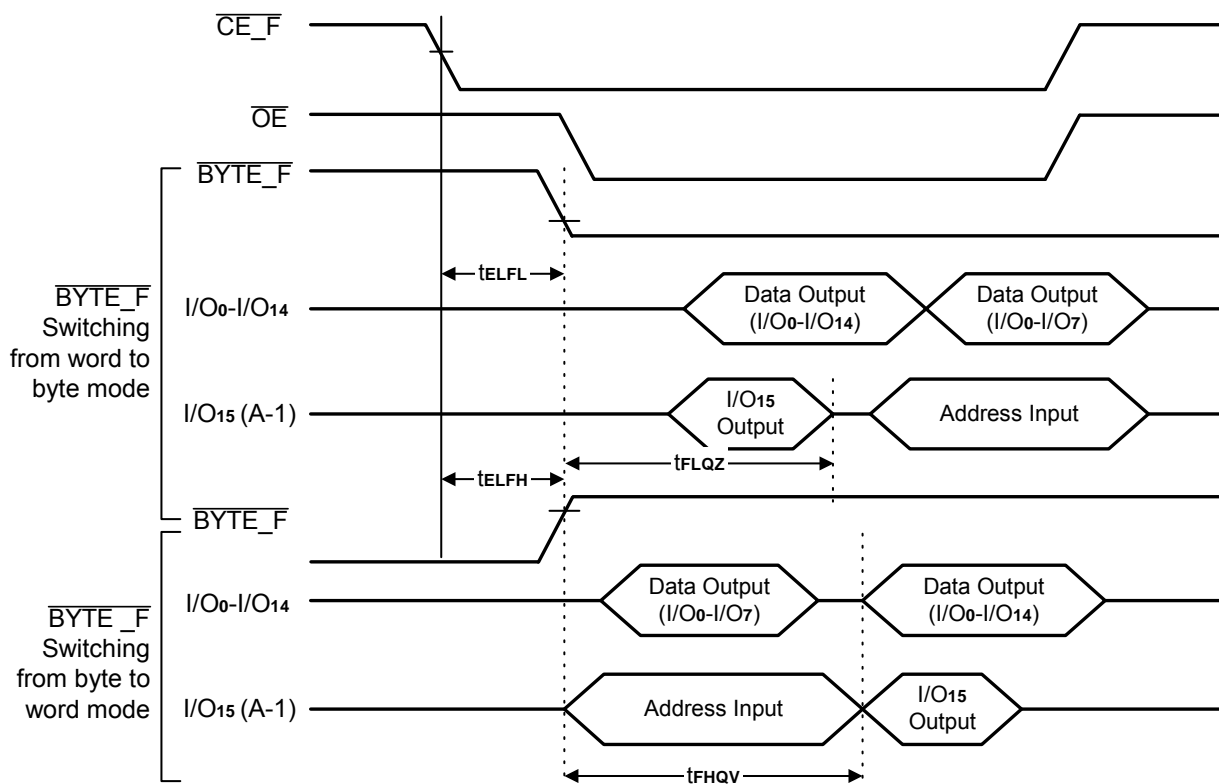 CE_F
OE
BYTE_F
tELFL
BYTE_F
Switching
from word to
byte mode
I/O0-I/O14
Data Output
(I/O0-I/O14)
Data Output
(I/O0-I/O7)
I/O15 (A-1)
I/O15
Output
Address Input
tELFH
tFLQZ
BYTE_F
BYTE _F
Switching
from byte to
word mode
I/O0-I/O14
Data Output
(I/O0-I/O7)
Data Output
(I/O0-I/O14)
I/O15 (A-1)
Address Input
I/O15
Output
tFHQV